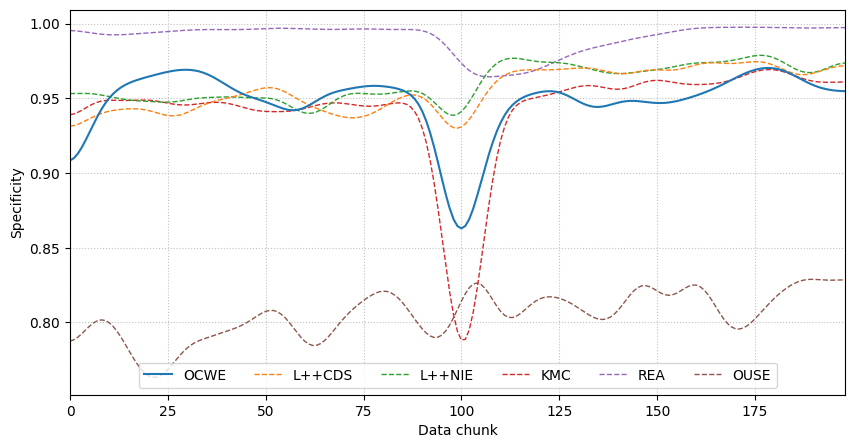 1.00
0.95
0.90
0.85
0.80
Specificity
OCWE L++CDS L++NIE KMC REA OUSE
0 25 50 75 100 125 150 175
Data chunk